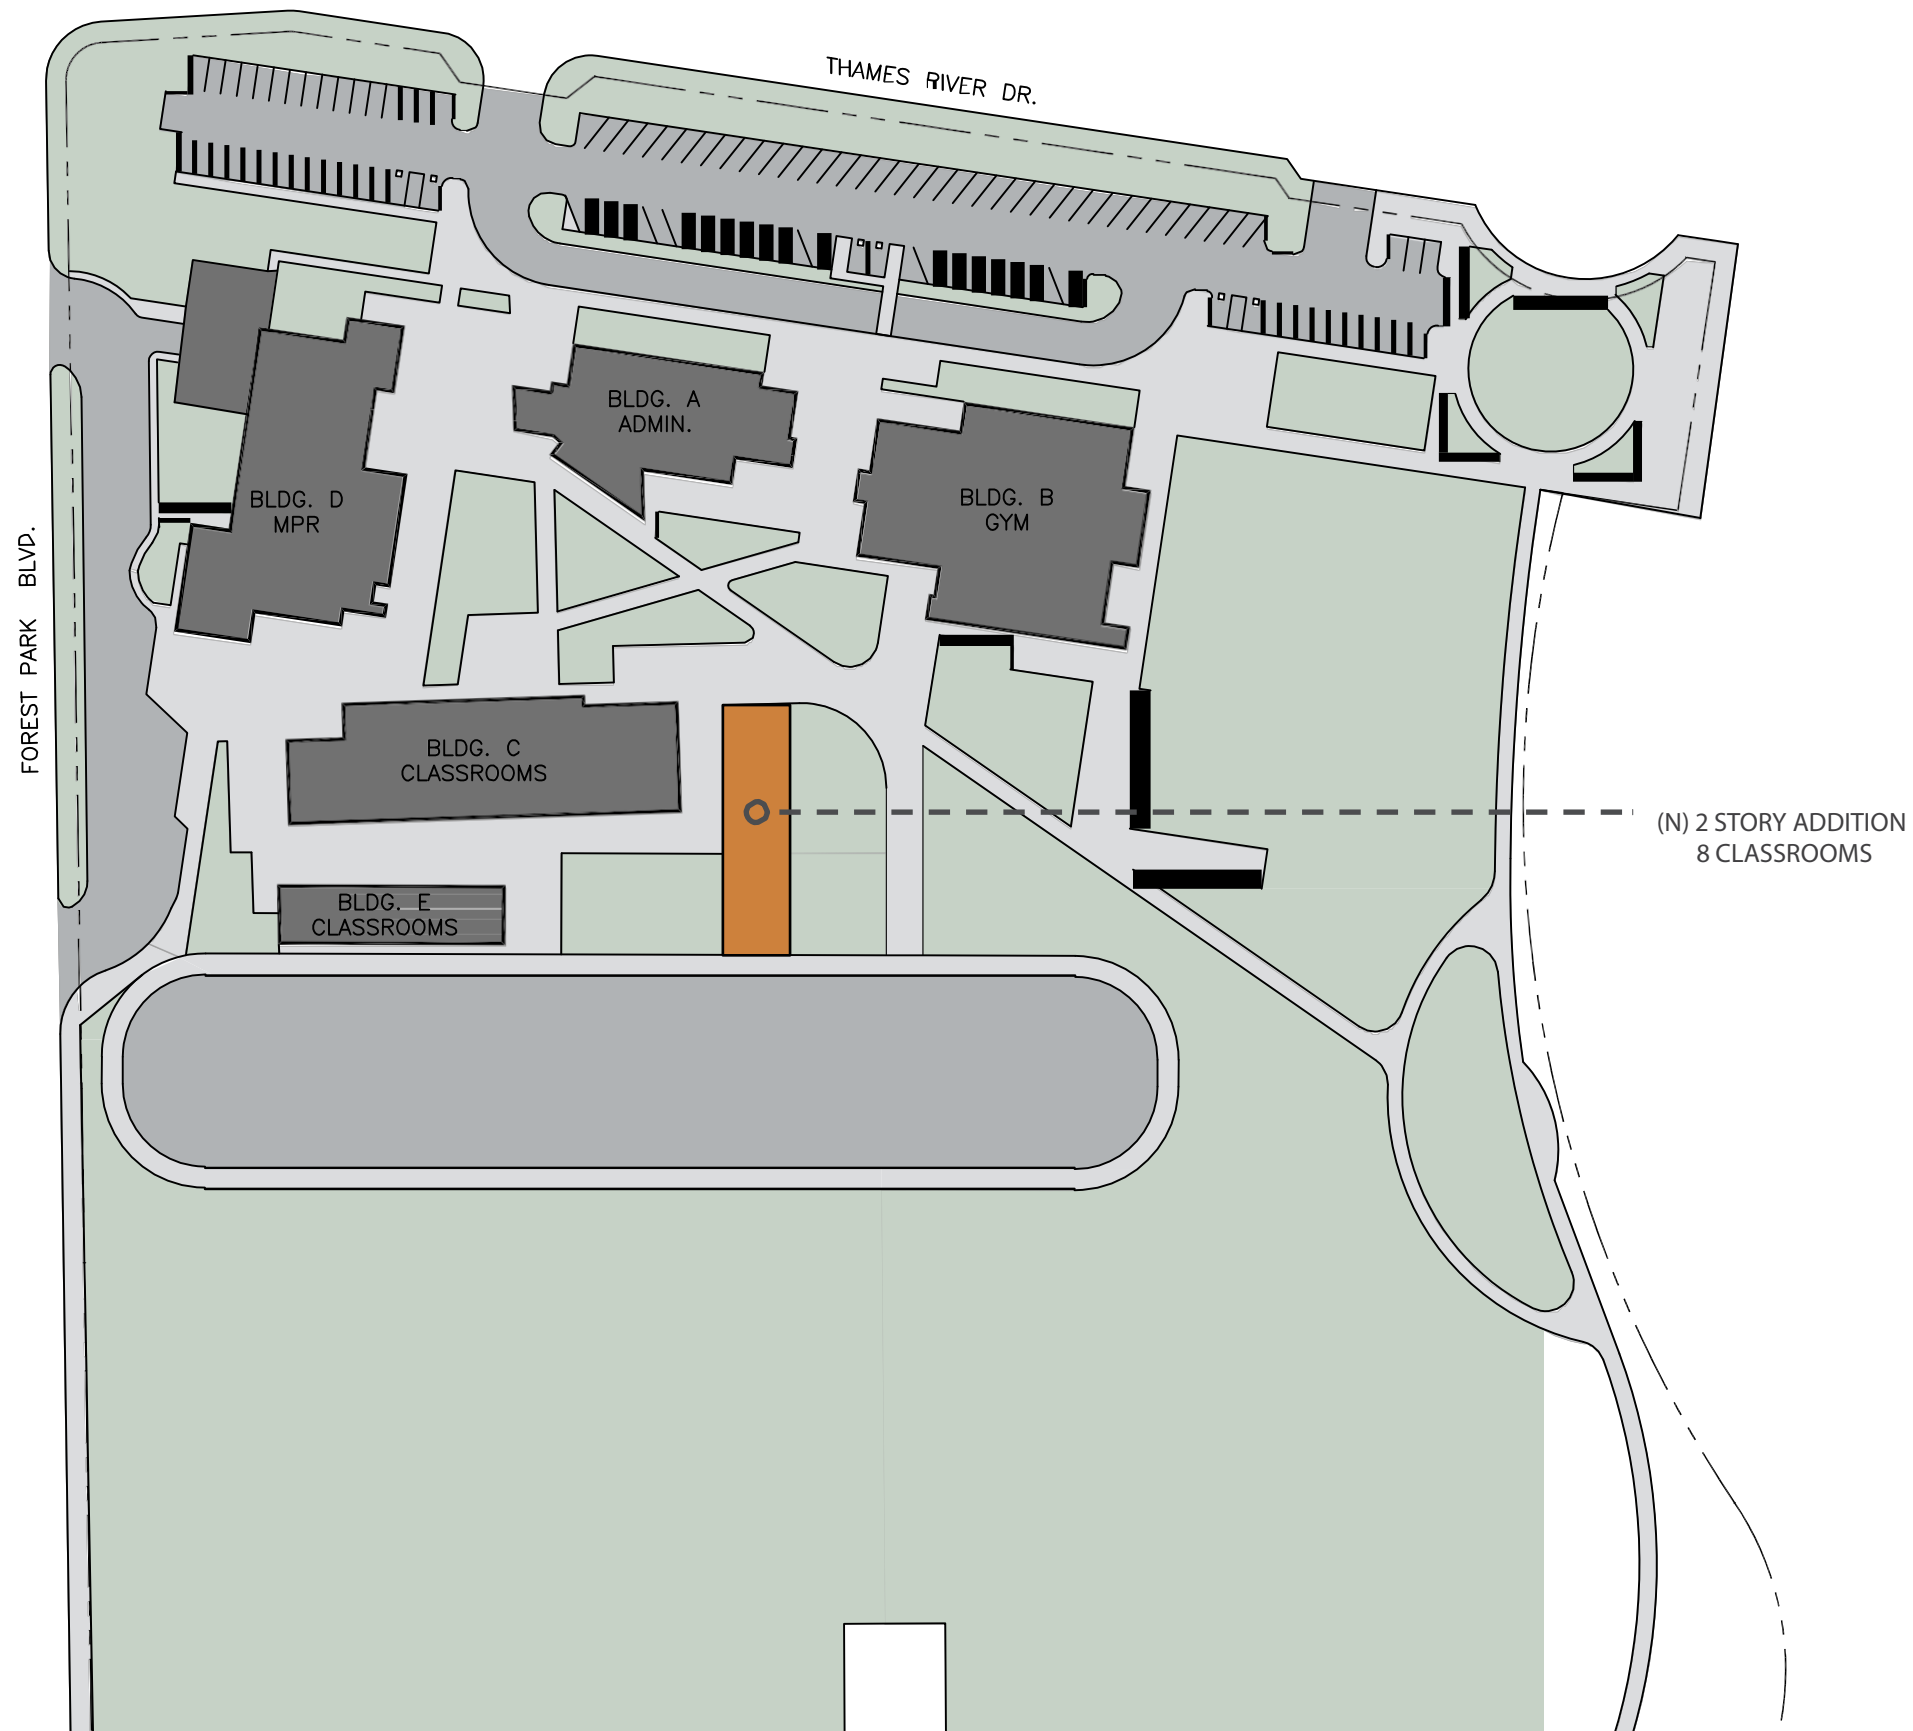 THAMES RIVER DR.
BLDG. A
ADMIN.
BLDG. D
MPR
BLDG. B
GYM
FOREST PARK BLVD.
BLDG. C
CLASSROOMS
(N) 2 STORY ADDITION
8 CLASSROOMS
BLDG. E
CLASSROOMS